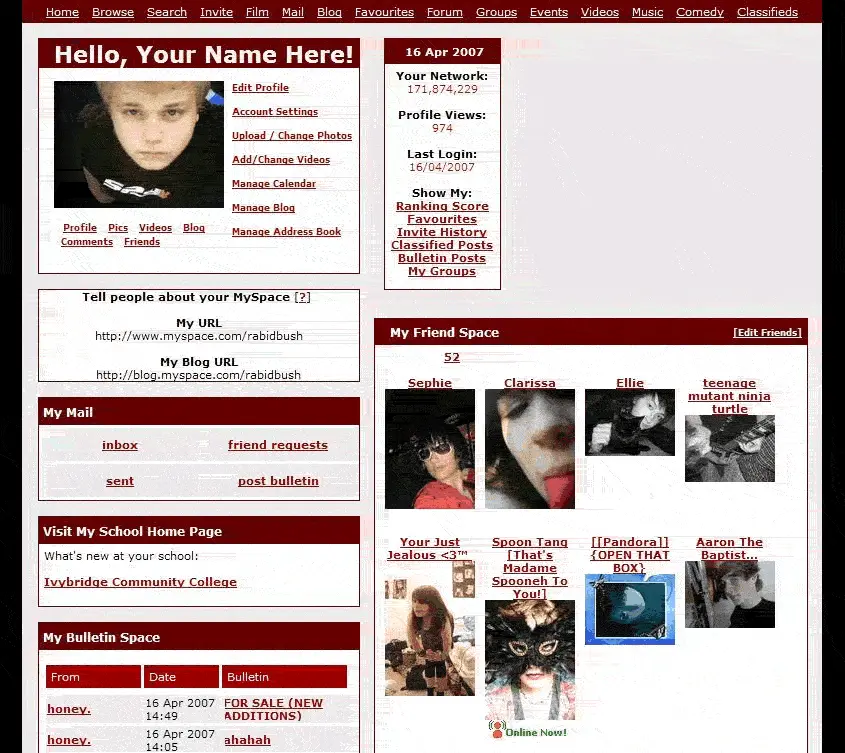 Home Browse Search Invite Film Mail Blog Favourites Forum Groups Events Videos Music Comedy Classifieds
Hello, Your Name Here!
Edit Profile
Account Settings
Upload / Change Photos
Add/Change Videos
Manage Calendar
Manage Blog
Manage Address Book
Profile Pics Videos Blog
Comments Friends
16 Apr 2007
Your Network:
171,874,229
Profile Views:
974
Last Login:
16/04/2007
Show My:
Ranking Score
Favourites
Invite History
Classified Posts
Bulletin Posts
My Groups
Tell people about your MySpace [?]
My URL
http://www.myspace.com/rabidbush
My Blog URL
http://blog.myspace.com/rabidbush
My Mail
inbox friend requests
sent post bulletin
Visit My School Home Page
What's new at your school:
Ivybridge Community College
My Bulletin Space
From Date Bulletin
honey. 16 Apr 2007 14:49 FOR SALE (NEW
ADDITIONS)
honey. 16 Apr 2007 14:05 ahahah
My Friend Space [Edit Friends]
52
Sephie
Clarissa
Ellie
teenage
mutant ninja
turtle
Your Just
Jealous <3™
Spoon Tang
[That's
Madame
Spooneh To
You!]
[[Pandora]]
{OPEN THAT
BOX}
Aaron The
Baptist...
Online Now!